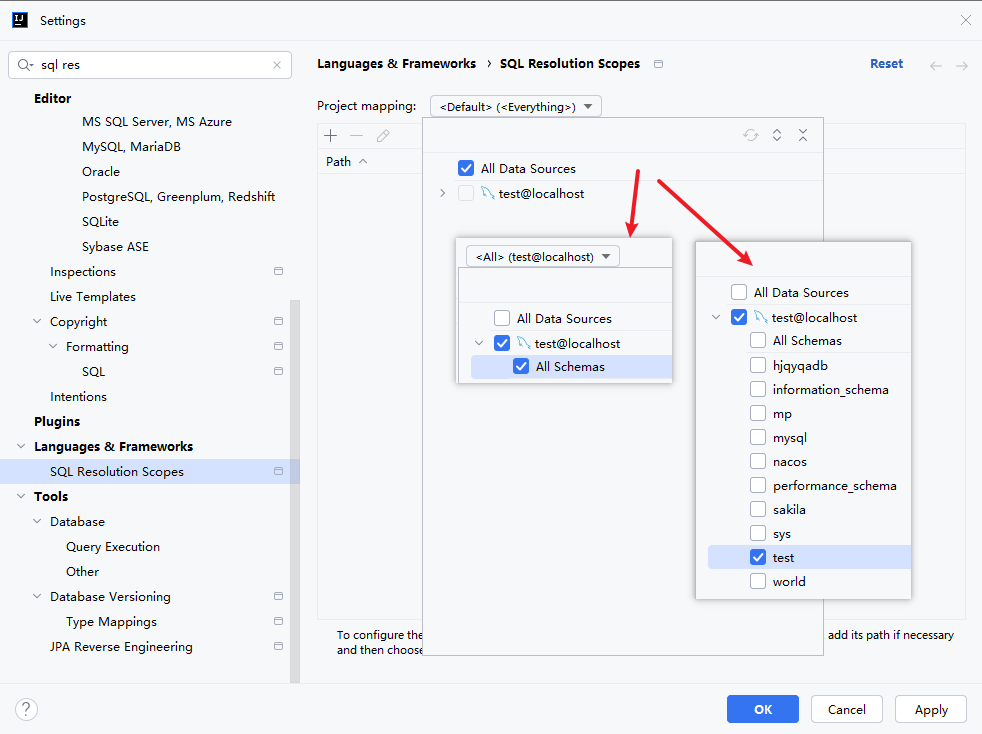 Settings
sql res
Editor
MS SQL Server, MS Azure
MySQL, MariaDB
Oracle
PostgreSQL, Greenplum, Redshift
SQLite
Sybase ASE
Inspections
Live Templates
Copyright
Formatting
SQL
Intentions
Plugins
Languages & Frameworks
SQL Resolution Scopes
Tools
Database
Query Execution
Other
Database Versioning
Type Mappings
JPA Reverse Engineering
Languages & Frameworks › SQL Resolution Scopes
Reset
Project mapping: <Default> (<Everything>)
Path
All Data Sources
test@localhost
<All> (test@localhost)
All Data Sources
test@localhost
All Schemas
All Data Sources
test@localhost
All Schemas
hjqyqadb
information_schema
mp
mysql
nacos
performance_schema
sakila
sys
test
world
To configure the
add its path if necessary
and then choose
?
OK
Cancel
Apply